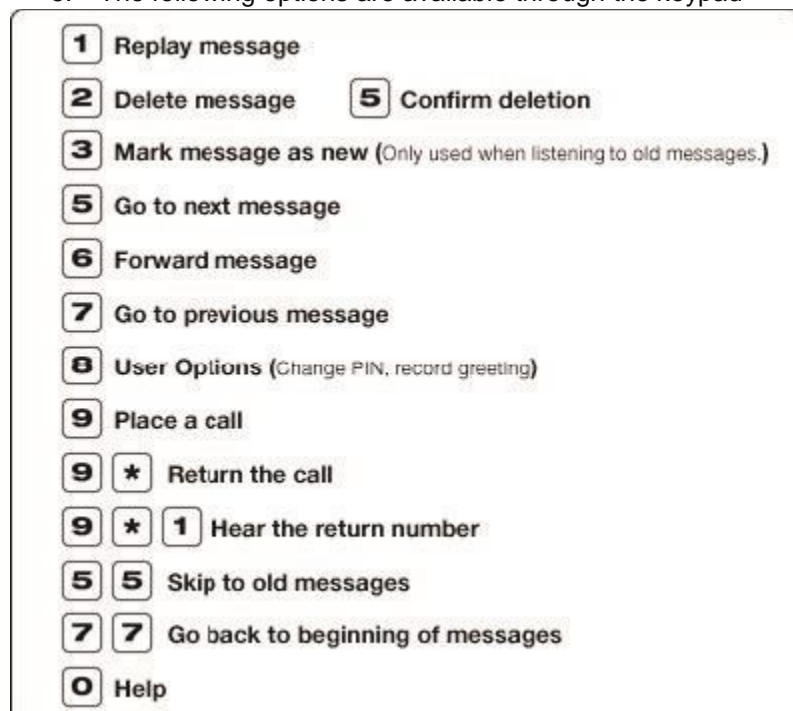 The following options are available through the keypad
1 Replay message
2 Delete message 5 Confirm deletion
3 Mark message as new (Only used when listening to old messages.)
5 Go to next message
6 Forward message
7 Go to previous message
8 User Options (Change PIN, record greeting)
9 Place a call
9 * Return the call
9 * 1 Hear the return number
5 5 Skip to old messages
7 7 Go back to beginning of messages
0 Help